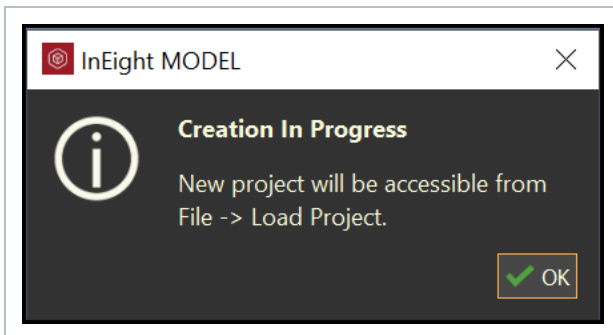 InEight MODEL
Creation In Progress
New project will be accessible from
File -> Load Project.
OK